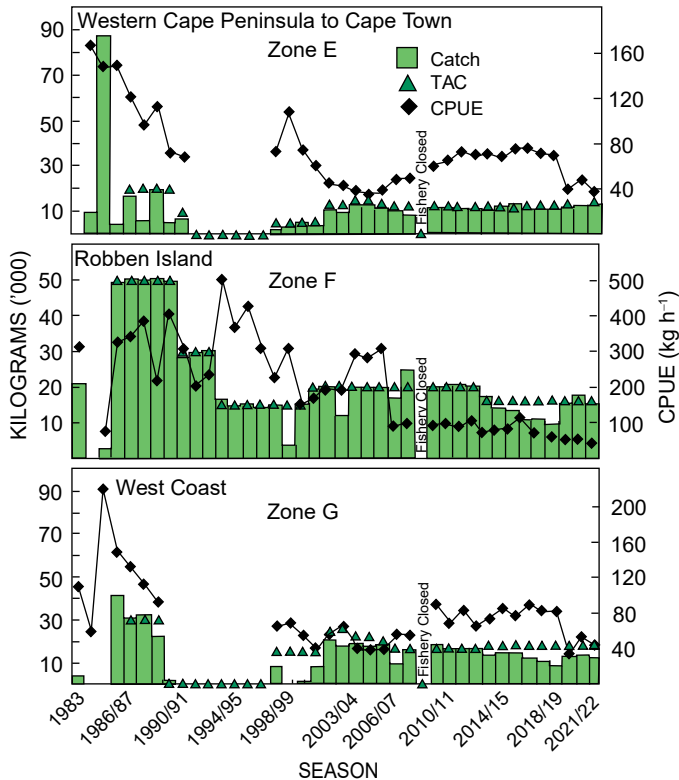 Western Cape Peninsula to Cape Town
Zone E
Catch
TAC
CPUE
Fishery Closed
90
70
50
30
10
160
120
80
40
Robben Island
Zone F
Fishery Closed
50
40
30
20
10
500
400
300
200
100
West Coast
Zone G
Fishery Closed
90
70
50
30
10
200
160
120
80
40
KILOGRAMS ('000)
CPUE (kg h⁻¹)
1983
1986/87
1990/91
1994/95
1998/99
2003/04
2006/07
2010/11
2014/15
2018/19
2021/22
SEASON